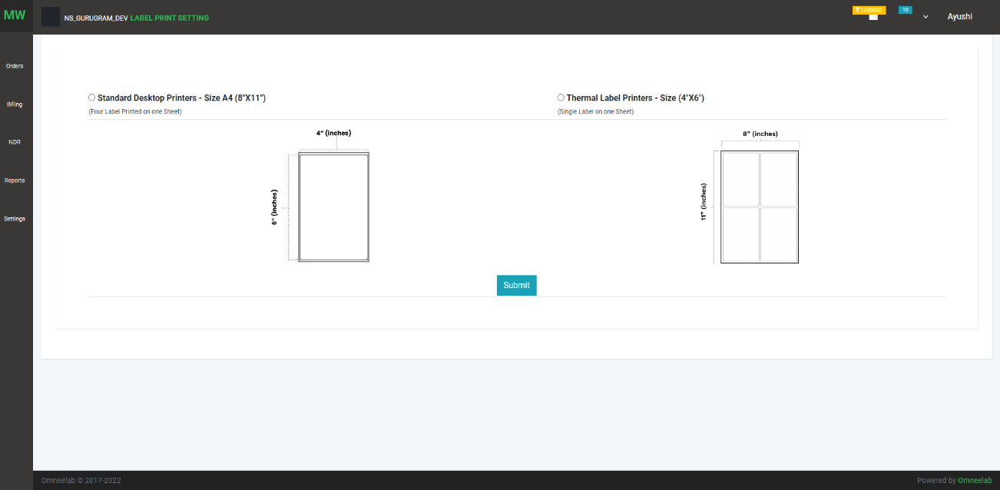 MW
NS_GURUGRAM_DEV LABEL PRINT SETTING
₹ 1000000
10
Ayushi
Orders
Billing
NDR
Reports
Settings
Standard Desktop Printers - Size A4 (8"X11")
(Four Label Printed on one Sheet)
4" (inches)
6" (inches)
Thermal Label Printers - Size (4"X6")
(Single Label on one Sheet)
8" (inches)
11" (inches)
Submit
Omneelab © 2017-2022
Powered by Omneelab